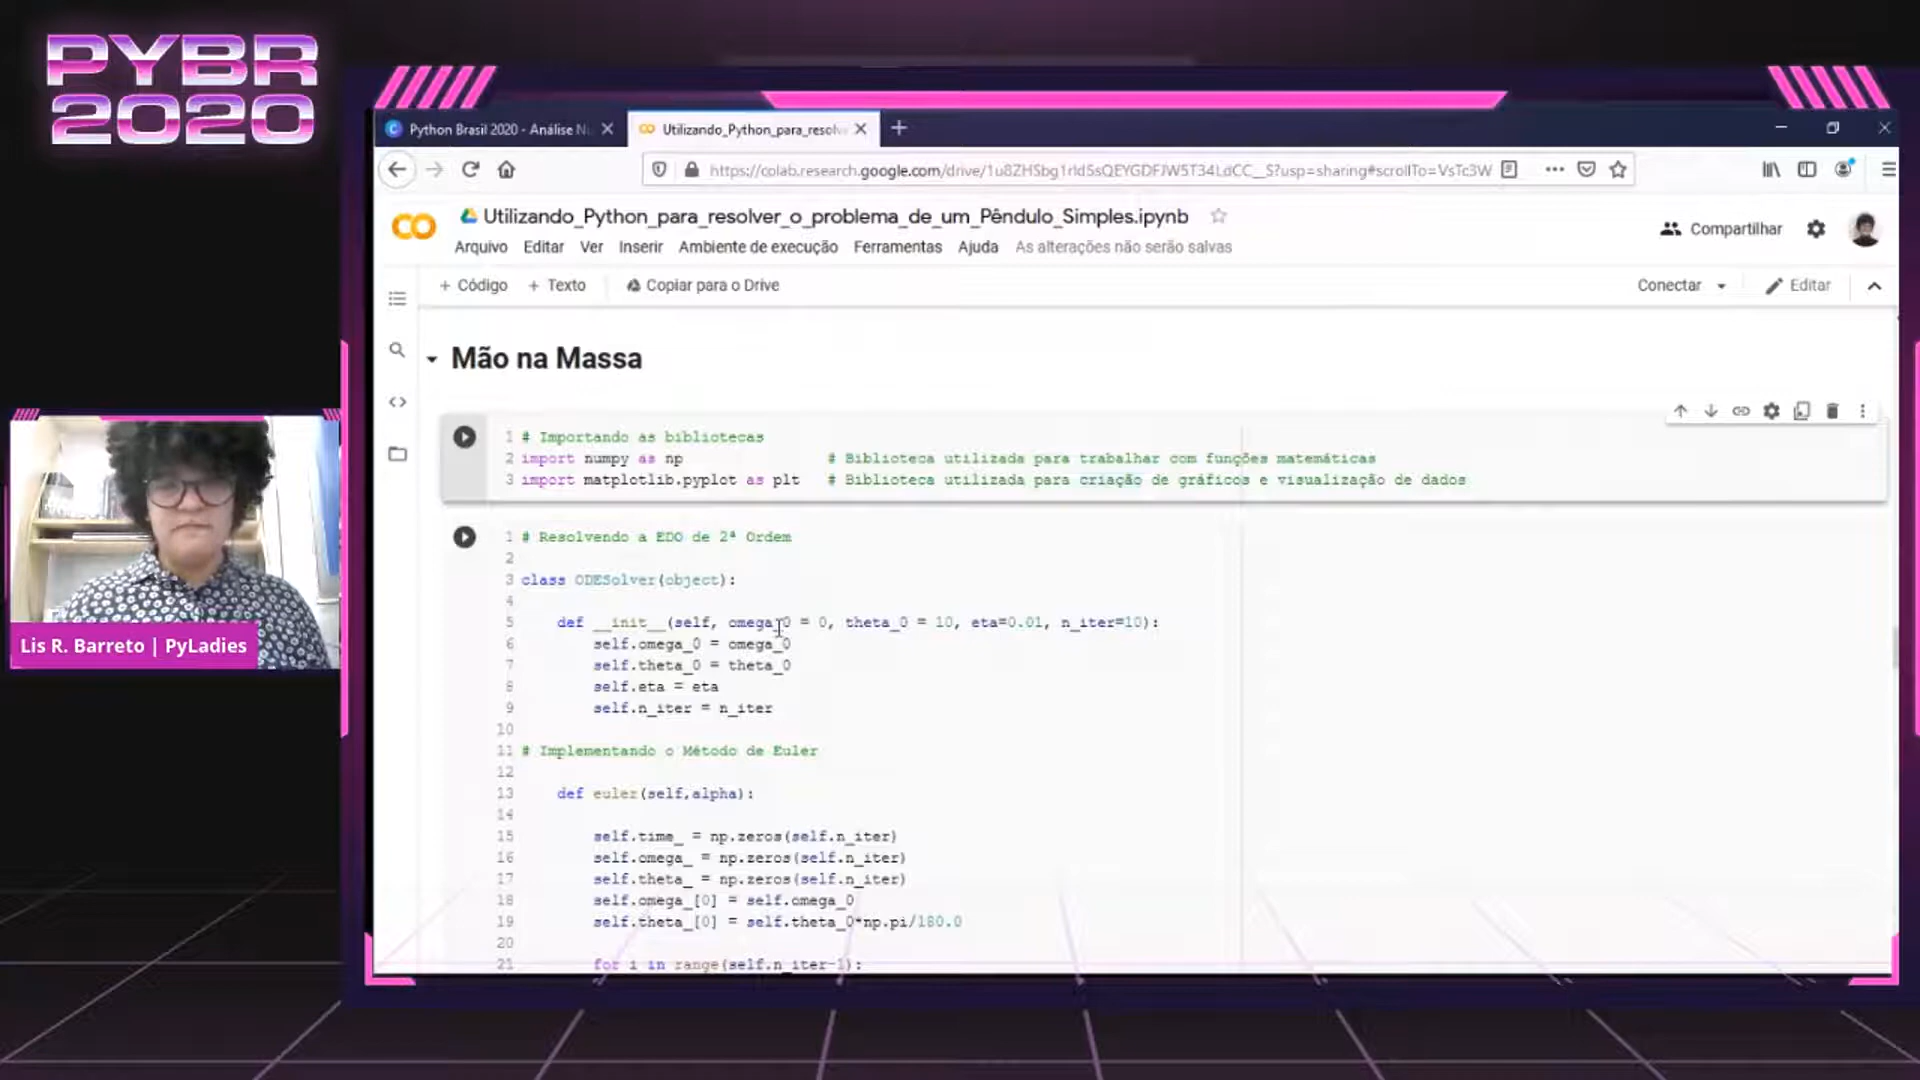 PYBR
2020
Python Brasil 2020 - Análise N
Utilizando_Python_para_resolv
https://colab.research.google.com/drive/1u8ZHSbg1rld5sQEYGDFJW5T34LdCC__S?usp=sharing#scrollTo=VsTc3W
Utilizando_Python_para_resolver_o_problema_de_um_Pêndulo_Simples.ipynb
Arquivo Editar Ver Inserir Ambiente de execução Ferramentas Ajuda As alterações não serão salvas
Compartilhar
+ Código + Texto Copiar para o Drive
Conectar Editar
Mão na Massa
1 # Importando as bibliotecas
2 import numpy as np # Biblioteca utilizada para trabalhar com funções matemáticas
3 import matplotlib.pyplot as plt # Biblioteca utilizada para criação de gráficos e visualização de dados
1 # Resolvendo a EDO de 2ª Ordem
2
3 class ODESolver(object):
4
5 def __init__(self, omega_0 = 0, theta_0 = 10, eta=0.01, n_iter=10):
6 self.omega_0 = omega_0
7 self.theta_0 = theta_0
8 self.eta = eta
9 self.n_iter = n_iter
10
11 # Implementando o Método de Euler
12
13 def euler(self,alpha):
14
15 self.time_ = np.zeros(self.n_iter)
16 self.omega_ = np.zeros(self.n_iter)
17 self.theta_ = np.zeros(self.n_iter)
18 self.omega_[0] = self.omega_0
19 self.theta_[0] = self.theta_0*np.pi/180.0
20
21 for i in range(self.n_iter-1):
Lis R. Barreto | PyLadies